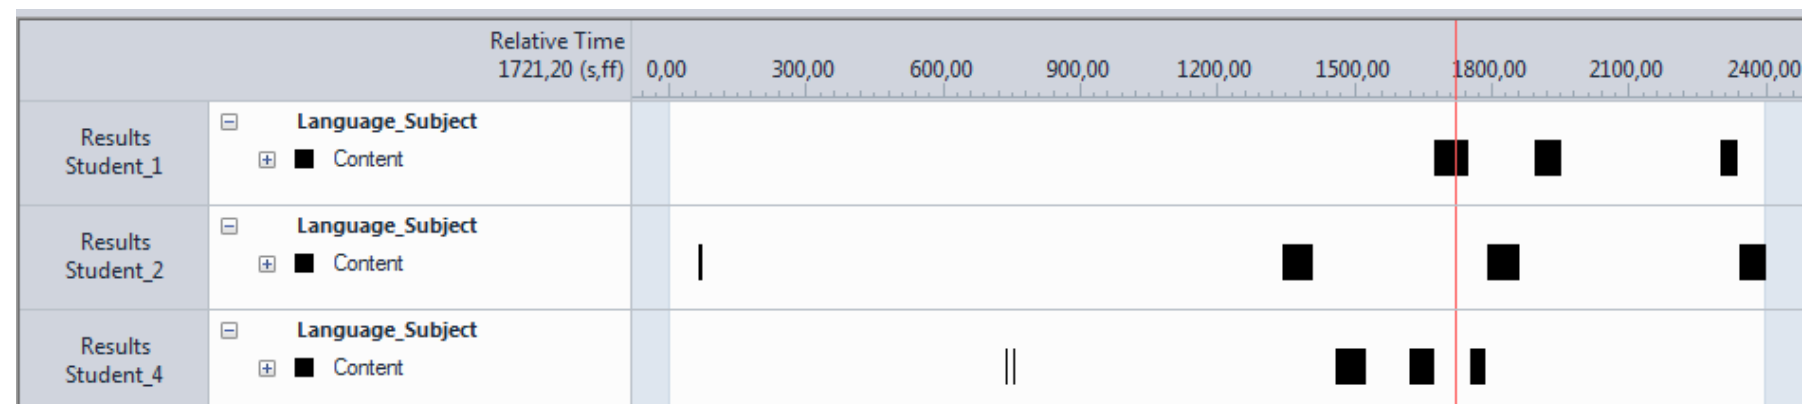 Relative Time
1721,20 (s,ff) 0,00 300,00 600,00 900,00 1200,00 1500,00 1800,00 2100,00 2400,00
Results
Student_1
Language_Subject
Content
Results
Student_2
Language_Subject
Content
Results
Student_4
Language_Subject
Content